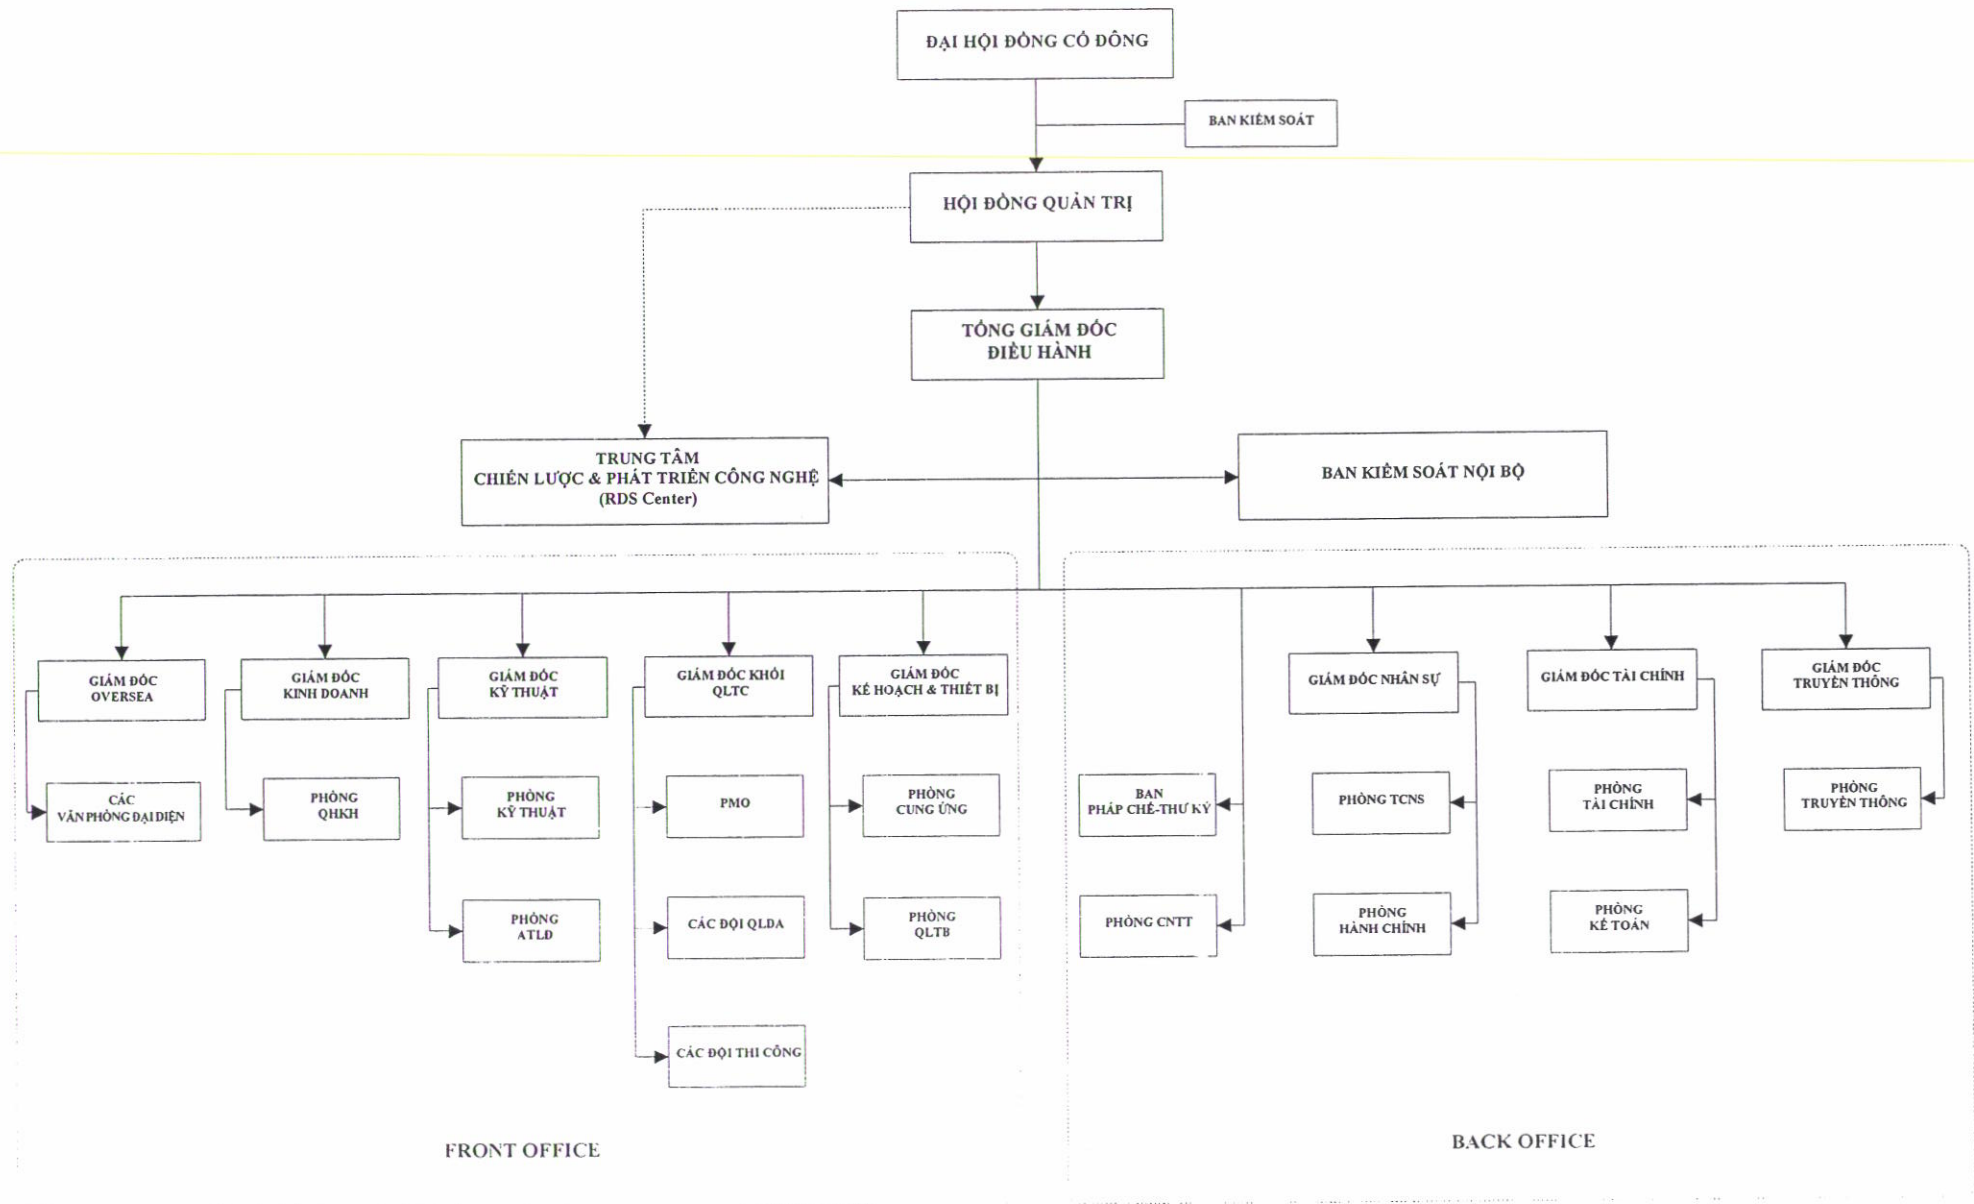 ĐẠI HỘI ĐỒNG CỔ ĐÔNG
BAN KIỂM SOÁT
HỘI ĐỒNG QUẢN TRỊ
TỔNG GIÁM ĐỐC
ĐIỀU HÀNH
TRUNG TÂM
CHIẾN LƯỢC & PHÁT TRIỂN CÔNG NGHỆ
(RDS Center)
BAN KIỂM SOÁT NỘI BỘ
GIÁM ĐỐC
OVERSEA
GIÁM ĐỐC
KINH DOANH
GIÁM ĐỐC
KỸ THUẬT
GIÁM ĐỐC KHỐI
QLTC
GIÁM ĐỐC
KẾ HOẠCH & THIẾT BỊ
GIÁM ĐỐC NHÂN SỰ
GIÁM ĐỐC TÀI CHÍNH
GIÁM ĐỐC
TRUYỀN THÔNG
CÁC
VĂN PHÒNG ĐẠI DIỆN
PHÒNG
QHKH
PHÒNG
KỸ THUẬT
PMO
PHÒNG
CUNG ỨNG
BAN
PHÁP CHẾ-THƯ KÝ
PHÒNG TCNS
PHÒNG
TÀI CHÍNH
PHÒNG
TRUYỀN THÔNG
PHÒNG
ATLĐ
CÁC ĐỘI QLDA
PHÒNG
QLTB
PHÒNG CNTT
PHÒNG
HÀNH CHÍNH
PHÒNG
KẾ TOÁN
CÁC ĐỘI THI CÔNG
FRONT OFFICE
BACK OFFICE